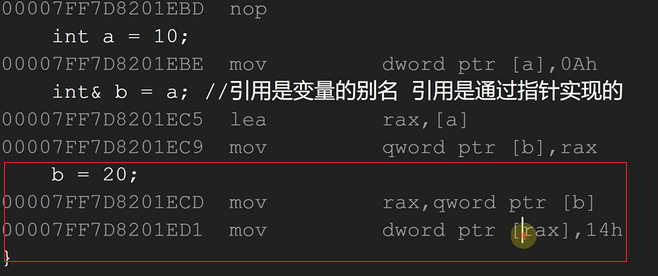 00007FF7D8201EBD nop
int a = 10;
00007FF7D8201EBE mov dword ptr [a],0Ah
int& b = a; //引用是变量的别名 引用是通过指针实现的
00007FF7D8201EC5 lea rax,[a]
00007FF7D8201EC9 mov qword ptr [b],rax
b = 20;
00007FF7D8201ECD mov rax,qword ptr [b]
00007FF7D8201ED1 mov dword ptr [rax],14h
}